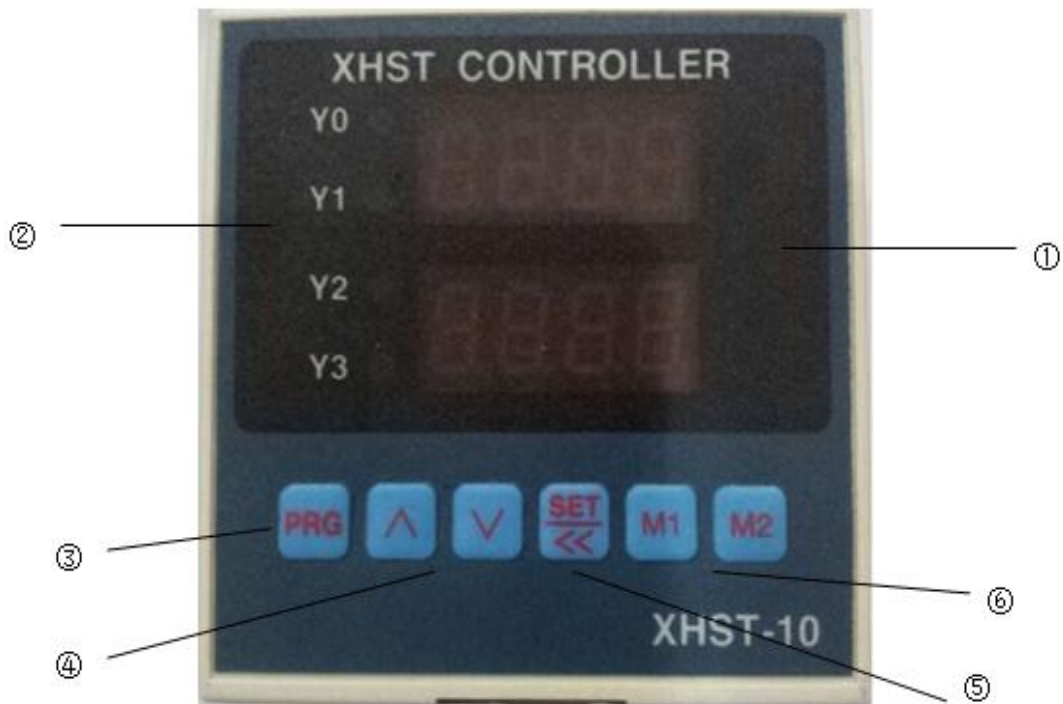 XHST CONTROLLER
Y0
Y1
②
①
Y2
Y3
PRG ∧ ∨ SET << M1 M2
③
⑥
XHST-10
④
⑤